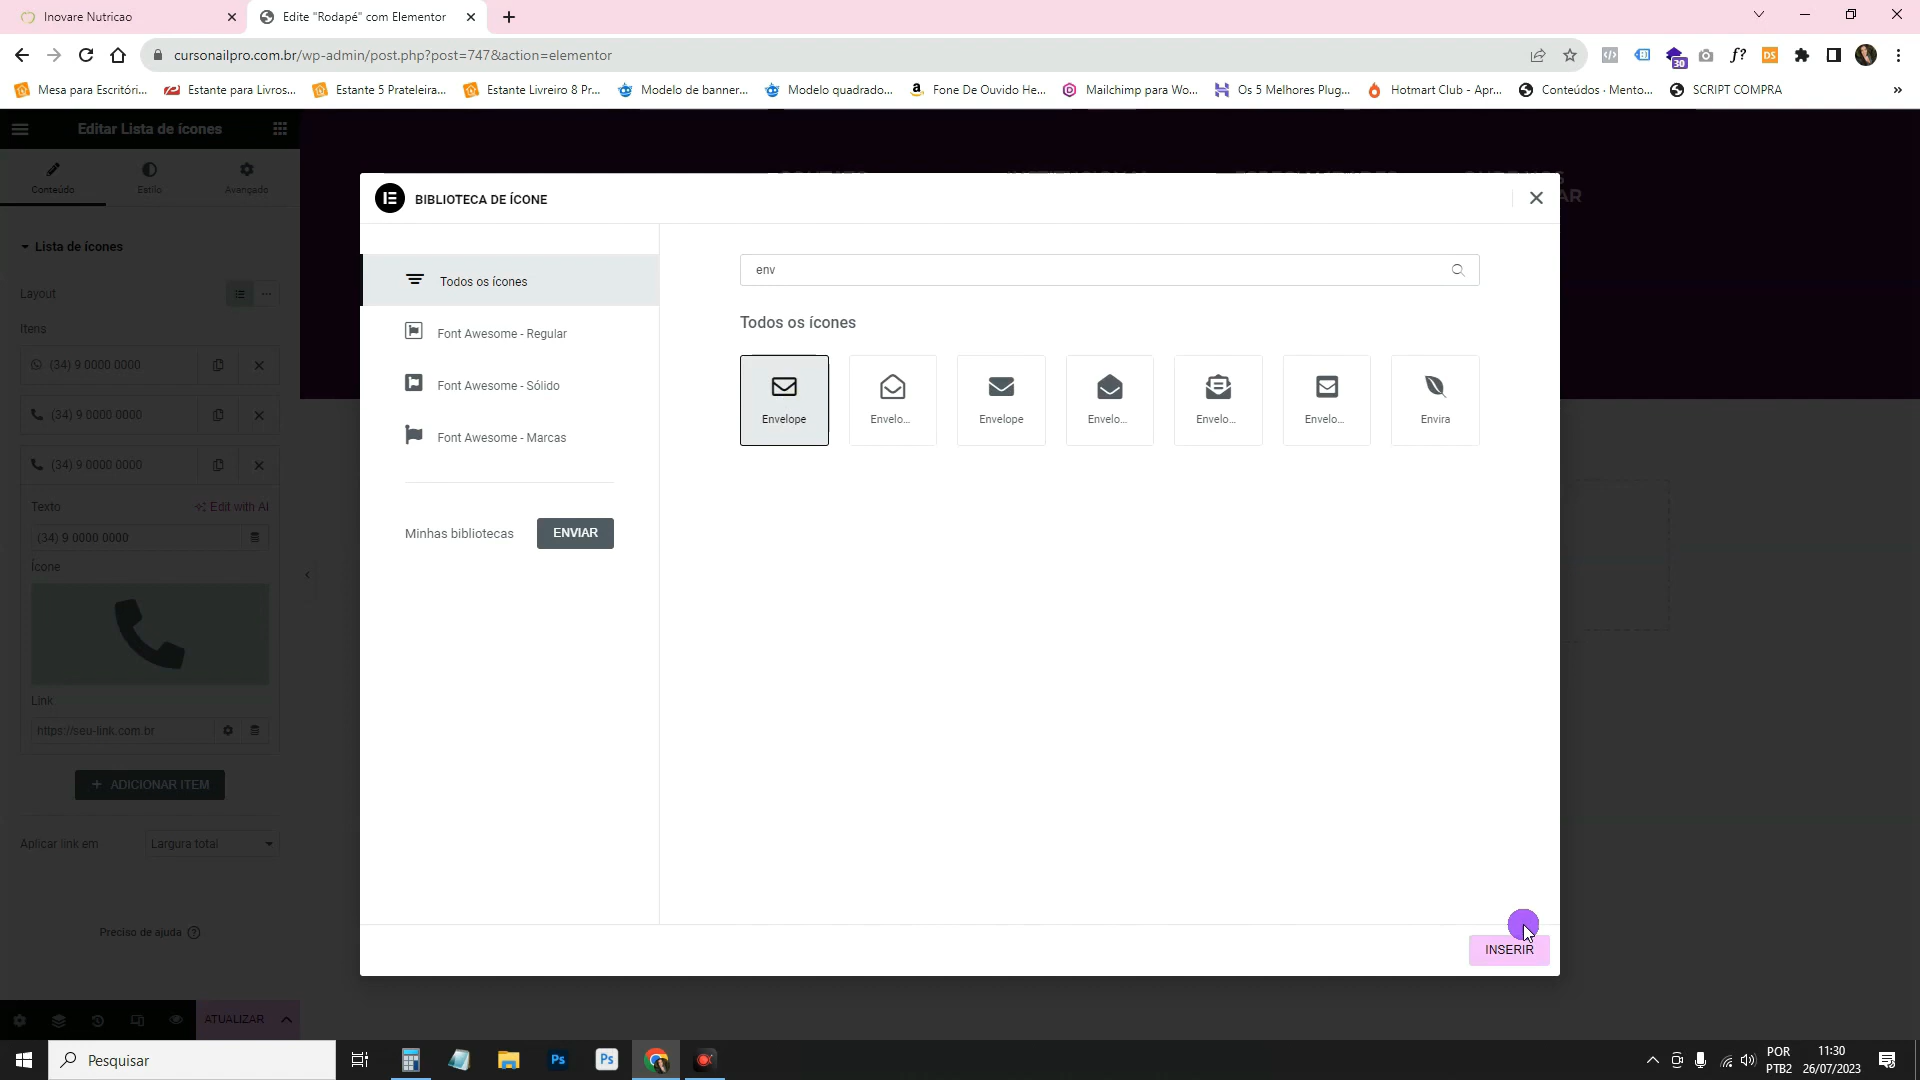 Inovare Nutricao
Edite "Rodapé" com Elementor
cursonailpro.com.br/wp-admin/post.php?post=747&action=elementor
30
f?
DS
Mesa para Escritóri...
Estante para Livros...
Estante 5 Prateleira...
Estante Livreiro 8 Pr...
Modelo de banner...
Modelo quadrado...
Fone De Ouvido He...
Mailchimp para Wo...
Os 5 Melhores Plug...
Hotmart Club - Apr...
Conteúdos · Mento...
SCRIPT COMPRA
»
Editar Lista de ícones
Conteúdo
Estilo
Avançado
Lista de ícones
Layout
Itens
(34) 9 0000 0000
(34) 9 0000 0000
(34) 9 0000 0000
Texto
Edit with AI
(34) 9 0000 0000
Ícone
Link
https://seu-link.com.br
+ ADICIONAR ITEM
Aplicar link em
Largura total
Preciso de ajuda
ATUALIZAR
BIBLIOTECA DE ÍCONE
Todos os ícones
Font Awesome - Regular
Font Awesome - Sólido
Font Awesome - Marcas
Minhas bibliotecas
ENVIAR
env
Todos os ícones
Envelope
Envelo...
Envelope
Envelo...
Envelo...
Envelo...
Envira
INSERIR
AR
Pesquisar
Ps
Ps
POR
PTB2
11:30
26/07/2023